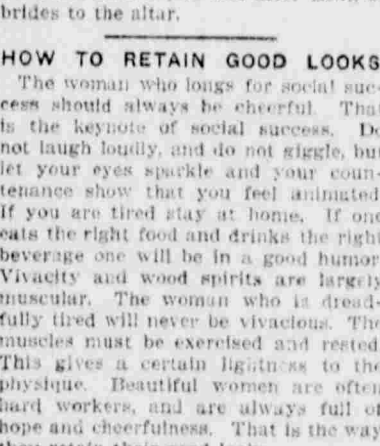 brides to the altar.
HOW TO RETAIN GOOD LOOKS
The woman who longs for social suc-
cess should always be cheerful. That
is the keynote of social success. Do
not laugh loudly, and do not giggle, but
let your eyes sparkle and your coun-
tenance show that you feel animated.
If you are tired stay at home. If one
eats the right food and drinks the right
beverage one will be in a good humor.
Vivacity and wood spirits are largely
muscular. The woman who is dread-
fully tired will never be vivacious. The
muscles must be exercised and rested.
This gives a certain lightness to the
physique. Beautiful women are often
hard workers, and are always full of
hope and cheerfulness. That is the way
they retain their good looks.